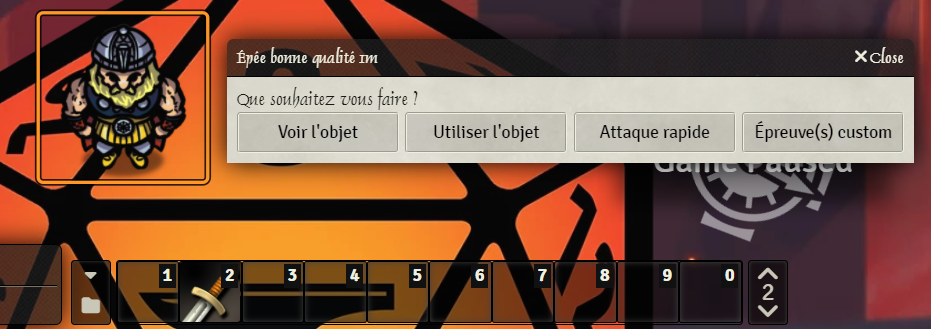 Épée bonne qualité 1m
✕Close
Que souhaitez vous faire ?
Voir l'objet
Utiliser l'objet
Attaque rapide
Épreuve(s) custom
Game Paused
1 2 3 4 5 6 7 8 9 0
2